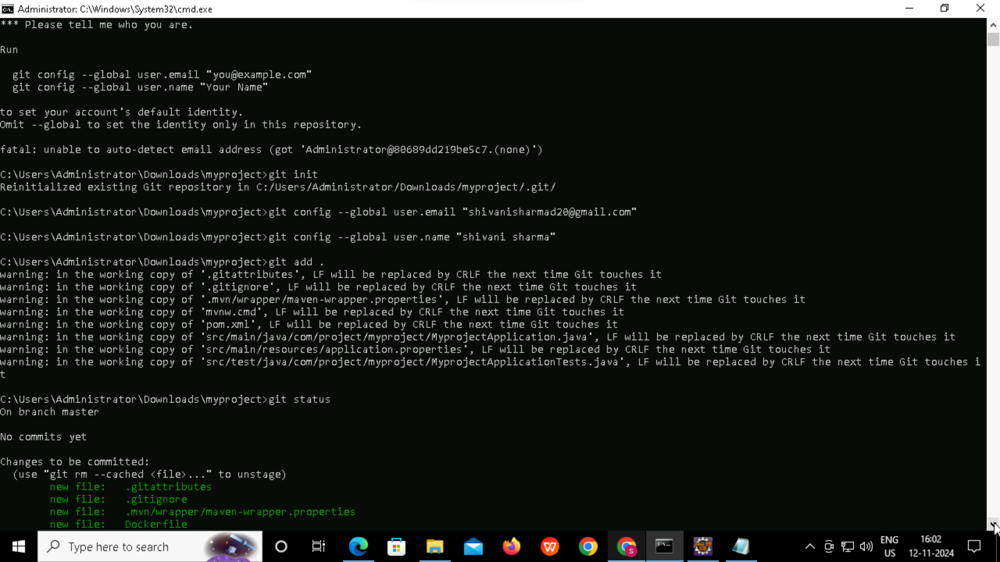 Administrator: C:\Windows\System32\cmd.exe
*** Please tell me who you are.
Run
git config --global user.email "you@example.com"
git config --global user.name "Your Name"
to set your account's default identity.
Omit --global to set the identity only in this repository.
fatal: unable to auto-detect email address (got 'Administrator@80689dd219be5c7.(none)')
C:\Users\Administrator\Downloads\myproject>git init
Reinitialized existing Git repository in C:/Users/Administrator/Downloads/myproject/.git/
C:\Users\Administrator\Downloads\myproject>git config --global user.email "shivanisharmad20@gmail.com"
C:\Users\Administrator\Downloads\myproject>git config --global user.name "shivani sharma"
C:\Users\Administrator\Downloads\myproject>git add .
warning: in the working copy of '.gitattributes', LF will be replaced by CRLF the next time Git touches it
warning: in the working copy of '.gitignore', LF will be replaced by CRLF the next time Git touches it
warning: in the working copy of '.mvn/wrapper/maven-wrapper.properties', LF will be replaced by CRLF the next time Git touches it
warning: in the working copy of 'mvnw.cmd', LF will be replaced by CRLF the next time Git touches it
warning: in the working copy of 'pom.xml', LF will be replaced by CRLF the next time Git touches it
warning: in the working copy of 'src/main/java/com/project/myproject/MyprojectApplication.java', LF will be replaced by CRLF the next time Git touches it
warning: in the working copy of 'src/main/resources/application.properties', LF will be replaced by CRLF the next time Git touches it
warning: in the working copy of 'src/test/java/com/project/myproject/MyprojectApplicationTests.java', LF will be replaced by CRLF the next time Git touches i
t
C:\Users\Administrator\Downloads\myproject>git status
On branch master
No commits yet
Changes to be committed:
(use "git rm --cached <file>..." to unstage)
new file:   .gitattributes
new file:   .gitignore
new file:   .mvn/wrapper/maven-wrapper.properties
new file:   Dockerfile
Type here to search
ENG
US
16:02
12-11-2024